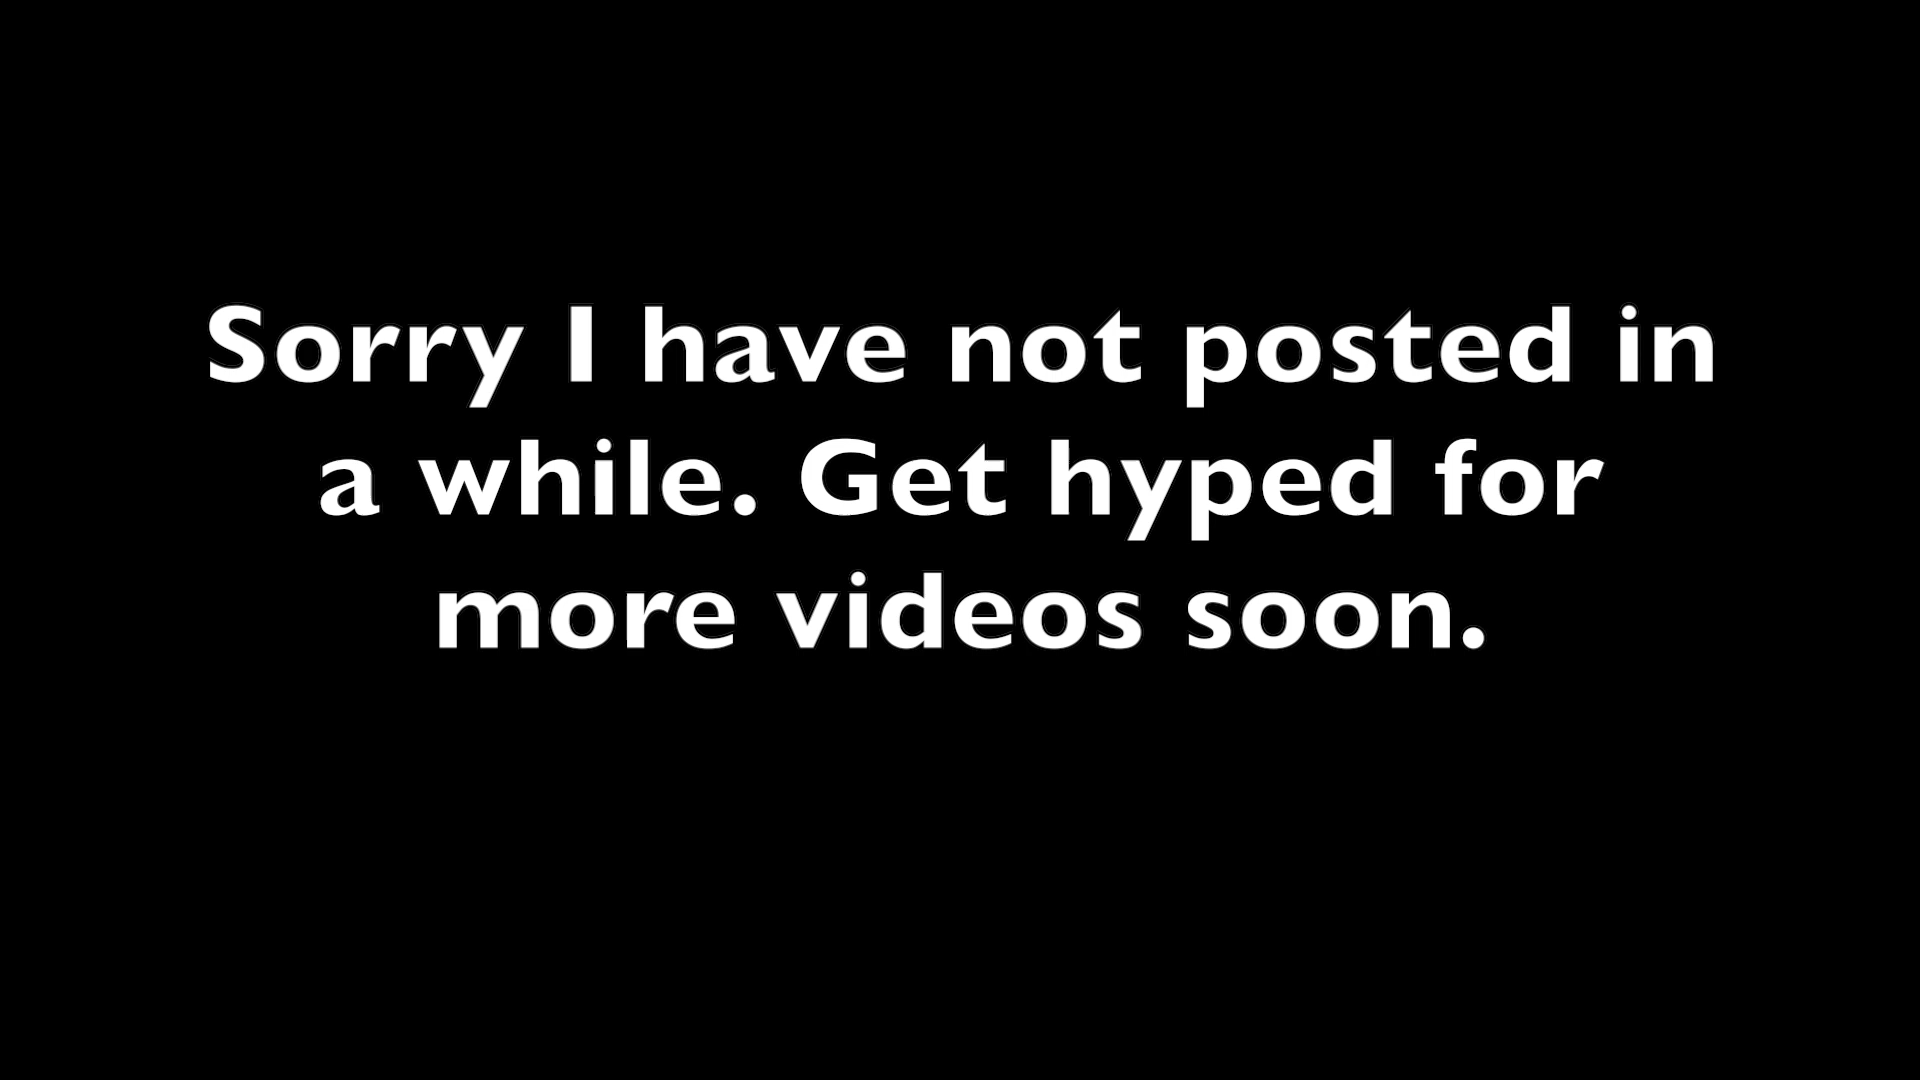 Sorry I have not posted in
a while. Get hyped for
more videos soon.